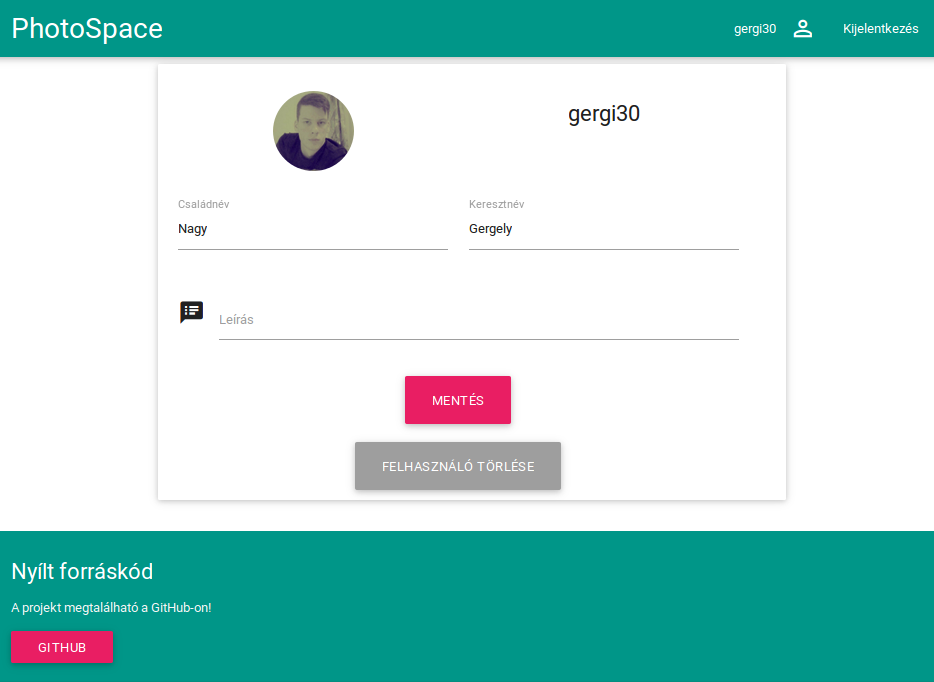 PhotoSpace
gergi30
Kijelentkezés
gergi30
Családnév
Keresztnév
Nagy
Gergely
Leírás
MENTÉS
FELHASZNÁLÓ TÖRLÉSE
Nyílt forráskód
A projekt megtalálható a GitHub-on!
GITHUB